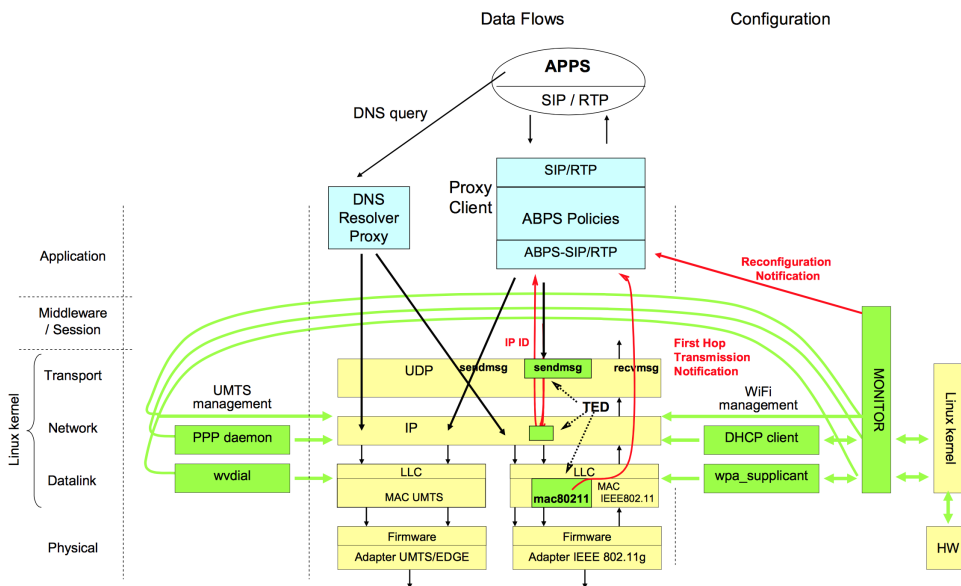 Data Flows
Configuration
APPS
SIP / RTP
DNS query
SIP/RTP
Proxy
Client
ABPS Policies
ABPS-SIP/RTP
DNS
Resolver
Proxy
Application
Reconfiguration
Notification
Middleware
/ Session
IP ID
First Hop
Transmission
Notification
Transport
UDP
sendmsg
sendmsg
recvmsg
MONITOR
Linux kernel
Linux kernel
UMTS
management
TED
WiFi
management
Network
PPP daemon
IP
DHCP client
Datalink
wvdial
LLC
MAC UMTS
LLC
mac80211
MAC
IEEE802.11
wpa_supplicant
Physical
Firmware
Adapter UMTS/EDGE
Firmware
Adapter IEEE 802.11g
HW